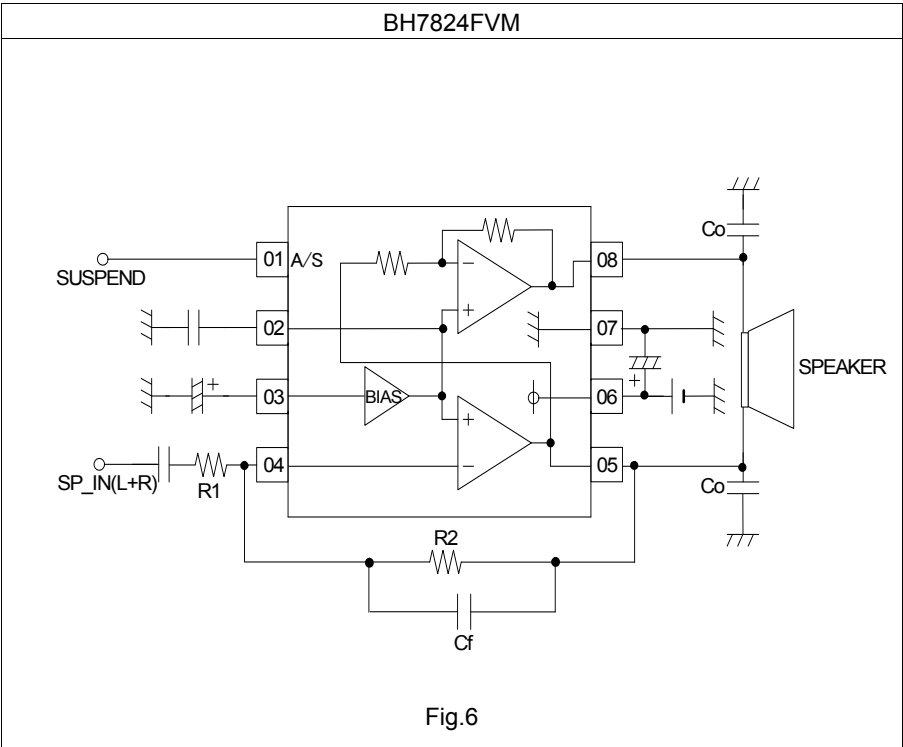 BH7824FVM
Co
01 A/S
08
SUSPEND
02
07
SPEAKER
+
03
BIAS
06
+
04
05
SP_IN(L+R)
R1
Co
R2
Cf
Fig.6